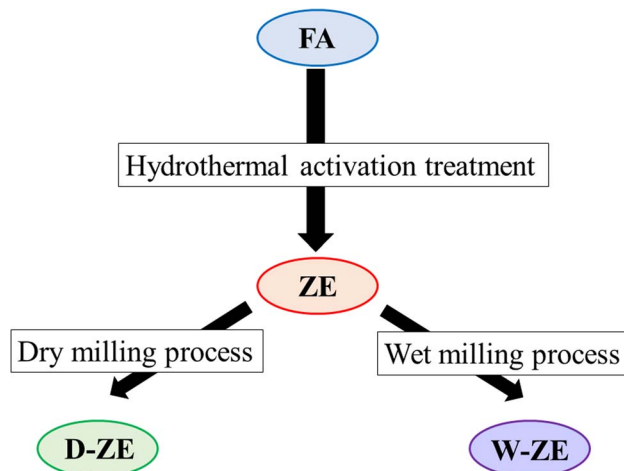 FA
Hydrothermal activation treatment
ZE
Dry milling process
Wet milling process
D-ZE
W-ZE